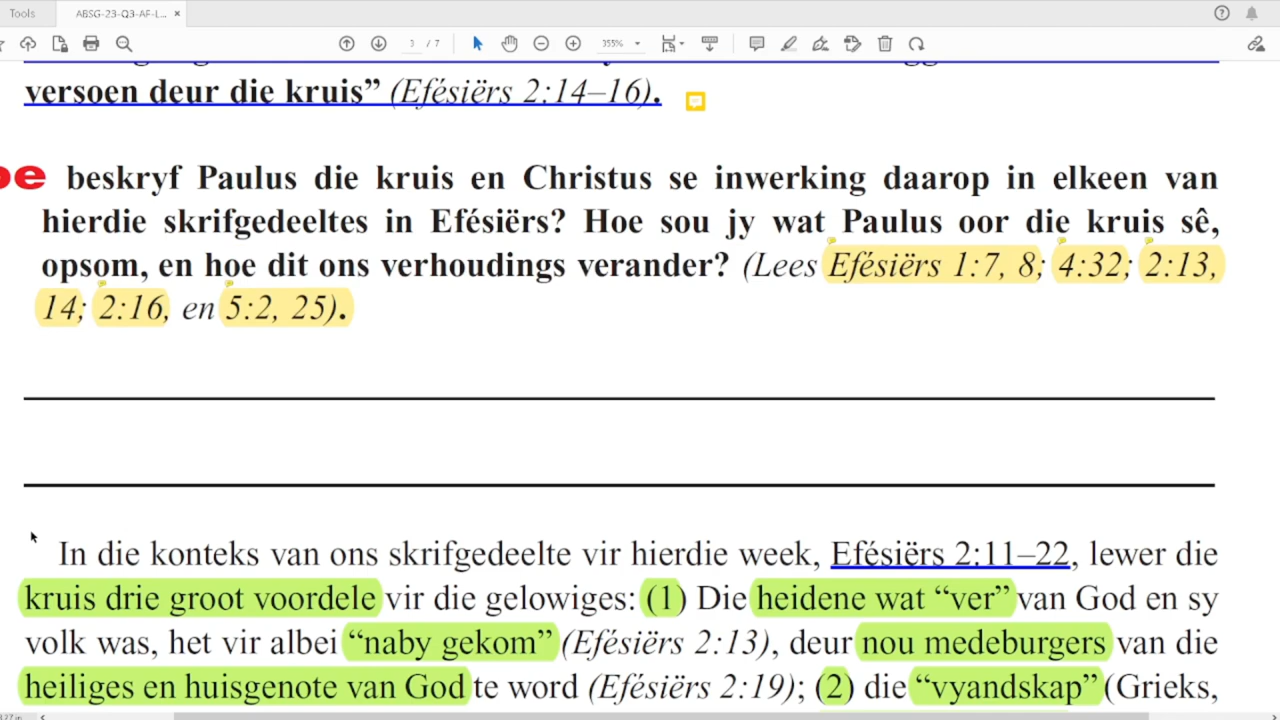 Tools
ABSG-23-Q3-AF-L... ×
3 / 7
355%
versoen deur die kruis” (Efésiërs 2:14–16).
oe beskryf Paulus die kruis en Christus se inwerking daarop in elkeen van
hierdie skrifgedeeltes in Efésiërs? Hoe sou jy wat Paulus oor die kruis sê,
opsom, en hoe dit ons verhoudings verander? (Lees Efésiërs 1:7, 8; 4:32; 2:13,
14; 2:16, en 5:2, 25).
In die konteks van ons skrifgedeelte vir hierdie week, Efésiërs 2:11–22, lewer die
kruis drie groot voordele vir die gelowiges: (1) Die heidene wat “ver” van God en sy
volk was, het vir albei “naby gekom” (Efésiërs 2:13), deur nou medeburgers van die
heiliges en huisgenote van God te word (Efésiërs 2:19); (2) die “vyandskap” (Grieks,